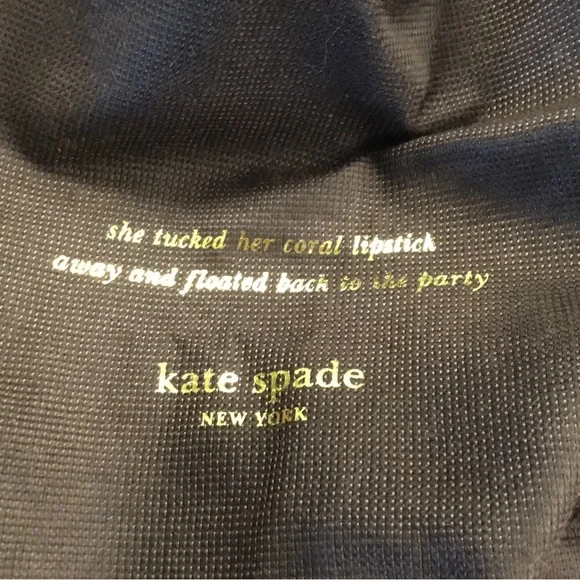 she tucked her coral lipstick
away and floated back to the party
kate spade
NEW YORK